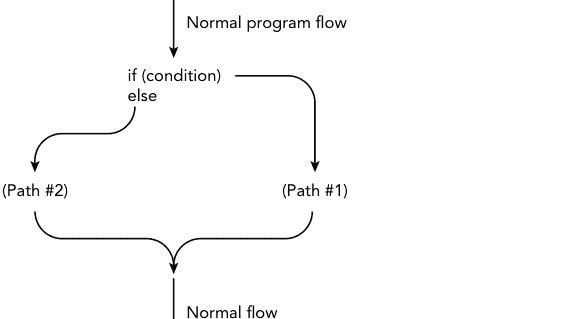 Normal program flow
if (condition)
else
(Path #2)
(Path #1)
Normal flow